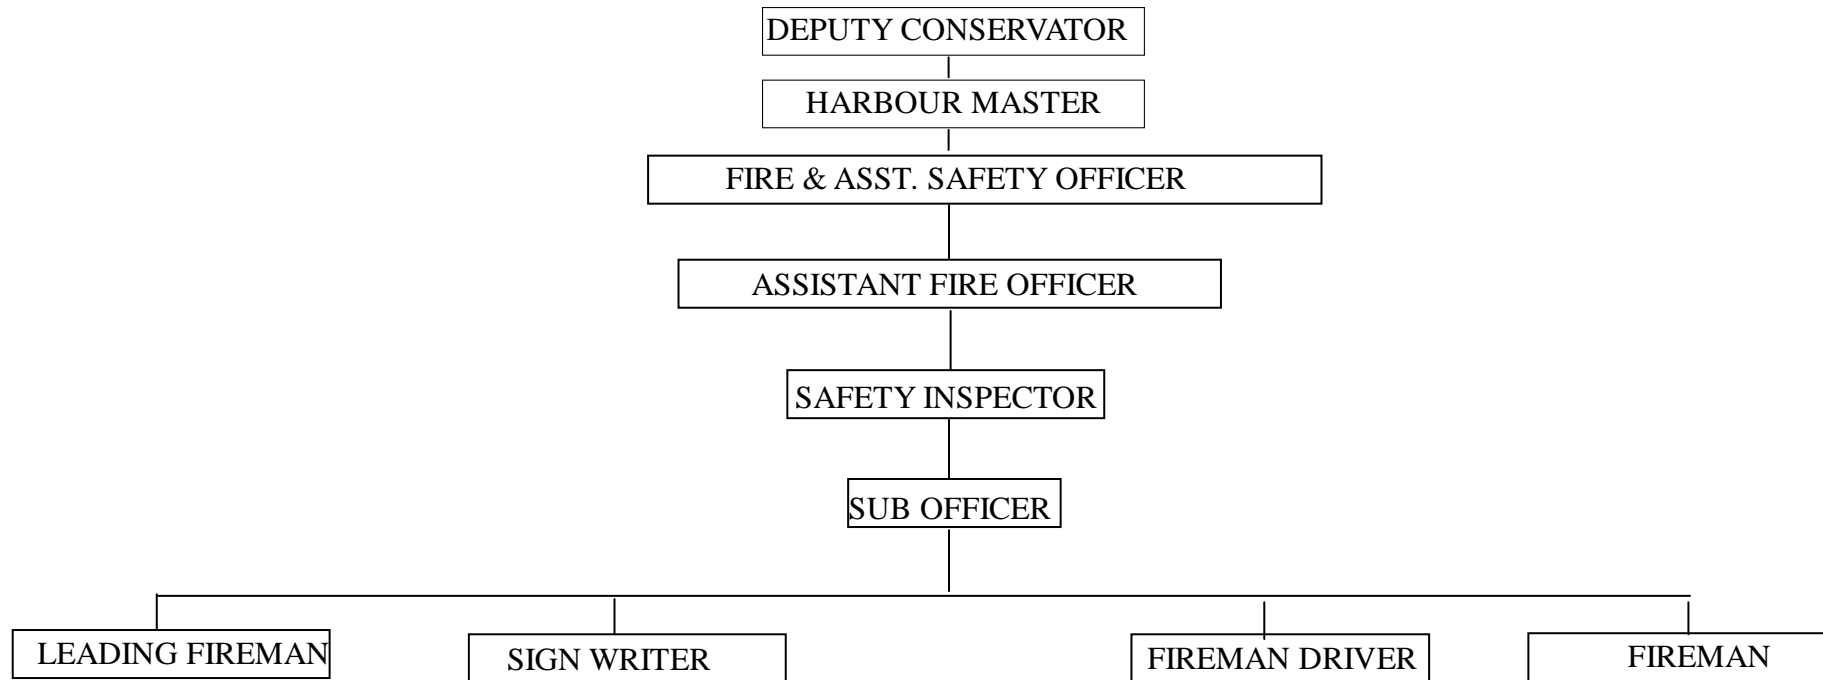 DEPUTY CONSERVATOR
HARBOUR MASTER
FIRE & ASST. SAFETY OFFICER
ASSISTANT FIRE OFFICER
SAFETY INSPECTOR
SUB OFFICER
LEADING FIREMAN
SIGN WRITER
FIREMAN DRIVER
FIREMAN